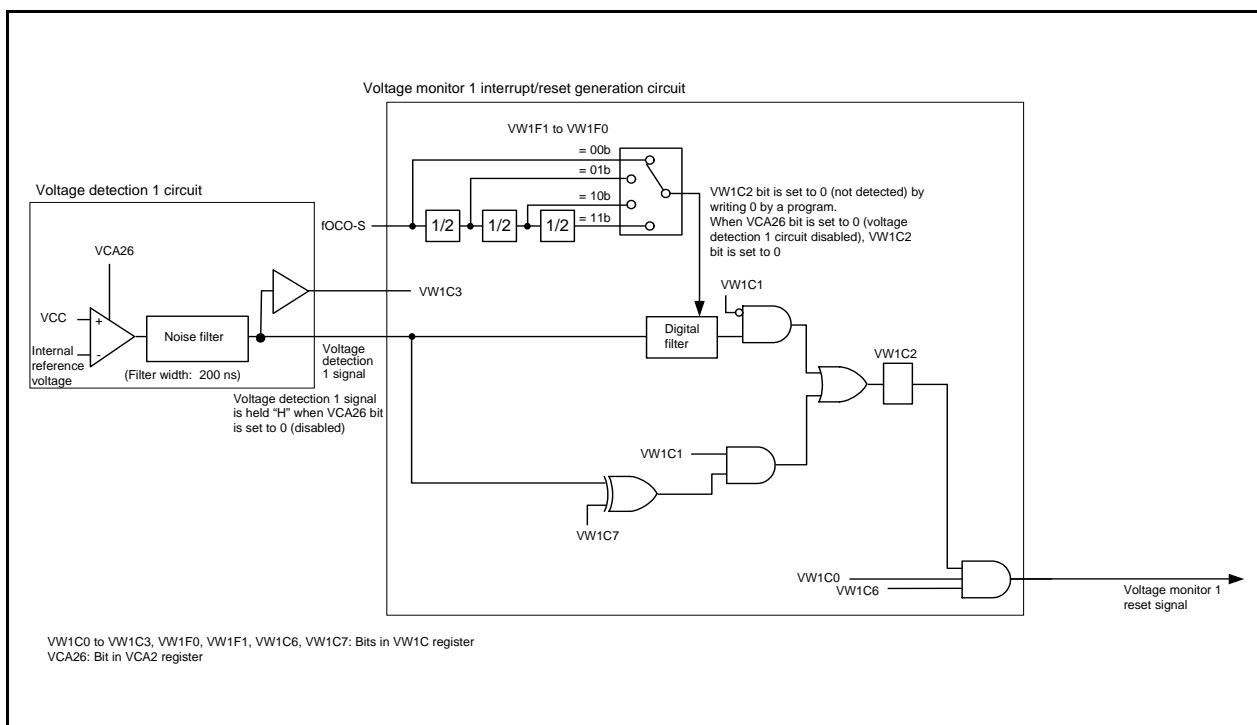 Voltage monitor 1 interrupt/reset generation circuit
VW1F1 to VW1F0
= 00b
= 01b
= 10b
= 11b
fOCO-S
1/2
1/2
1/2
VW1C2 bit is set to 0 (not detected) by
writing 0 by a program.
When VCA26 bit is set to 0 (voltage
detection 1 circuit disabled), VW1C2
bit is set to 0
Voltage detection 1 circuit
VCA26
VCC
+
Internal
reference
voltage
-
Noise filter
(Filter width: 200 ns)
VW1C3
Voltage
detection
1 signal
Voltage detection 1 signal
is held “H” when VCA26 bit
is set to 0 (disabled)
Digital
filter
VW1C1
VW1C2
VW1C1
VW1C7
VW1C0
VW1C6
Voltage monitor 1
reset signal
VW1C0 to VW1C3, VW1F0, VW1F1, VW1C6, VW1C7: Bits in VW1C register
VCA26: Bit in VCA2 register